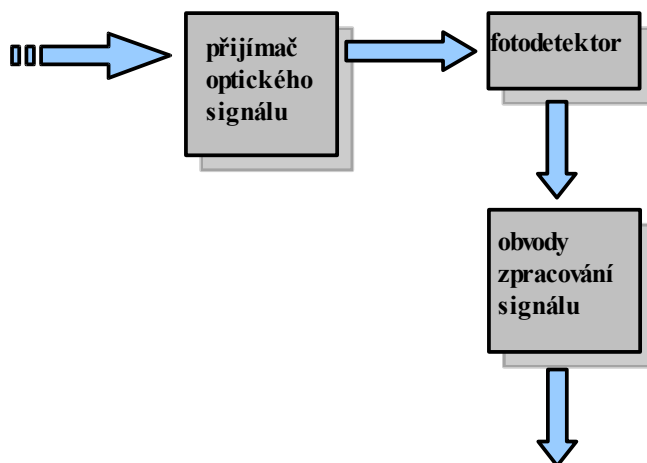 přijímač
optického
signálu
fotodetektor
obvody
zpracování
signálu